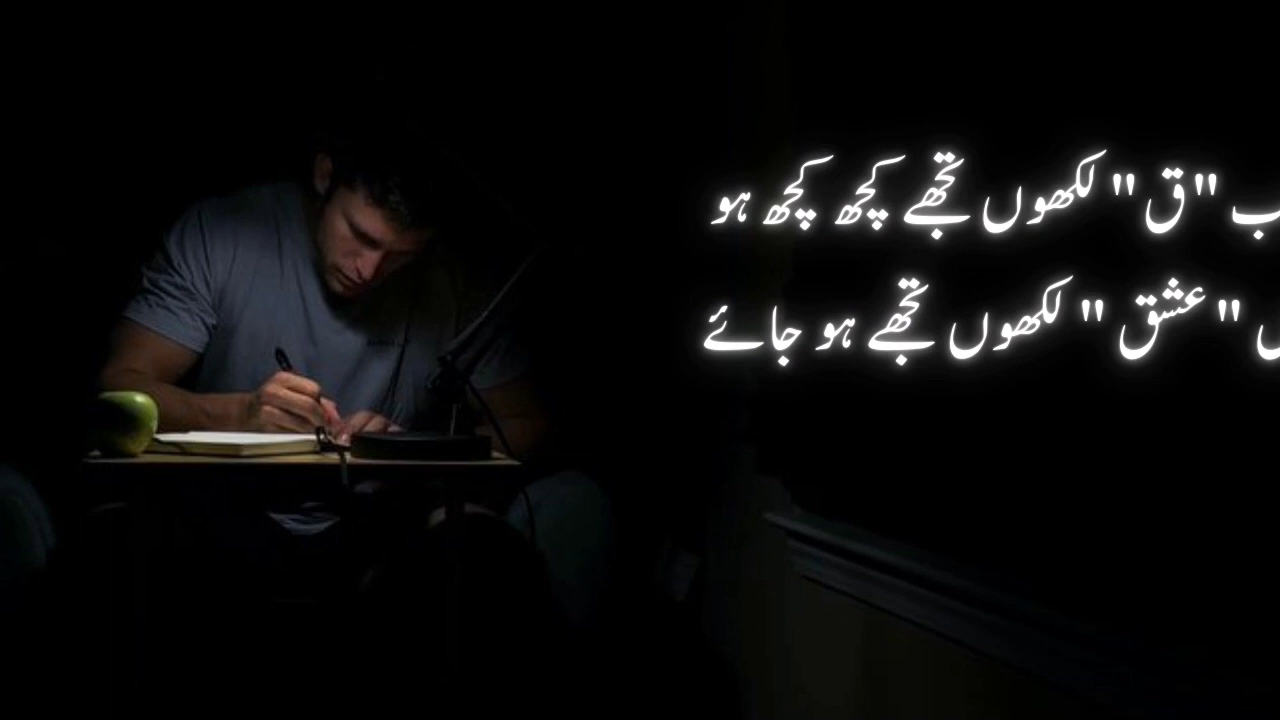 "ق" لکھوں تجھے کچھ کچھ ہو
"عشق" لکھوں تجھے ہو جائے